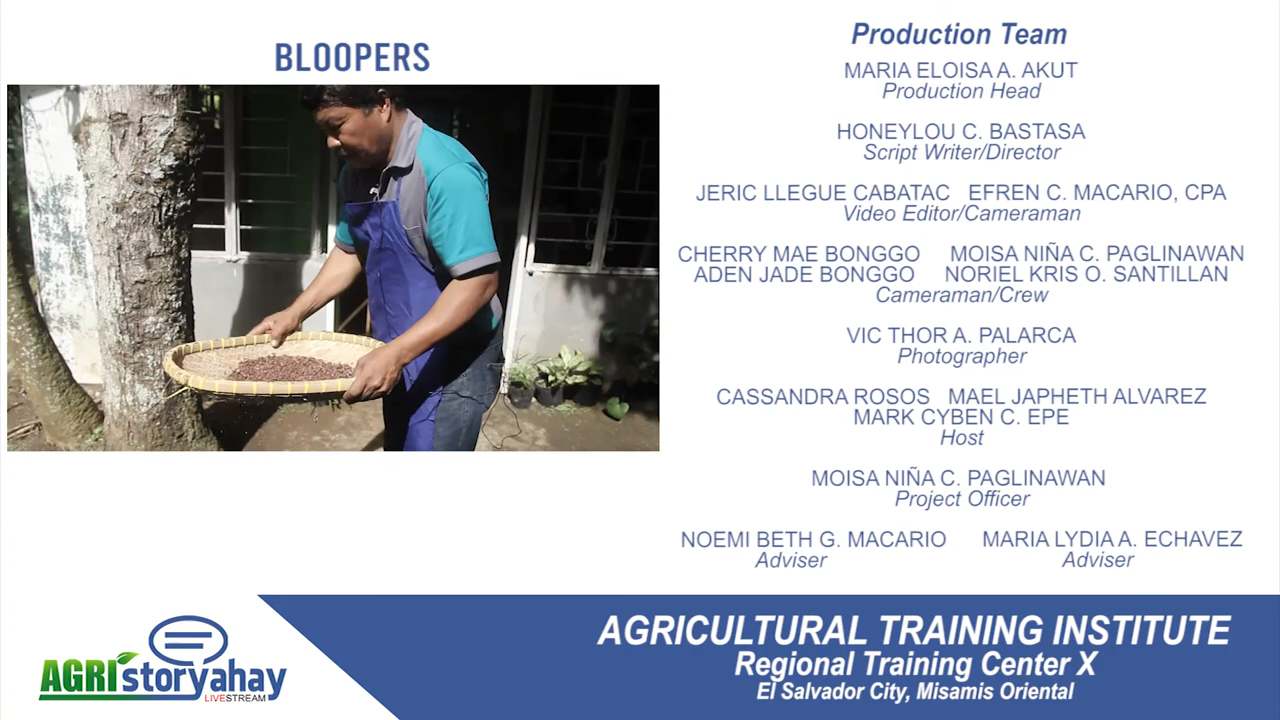 BLOOPERS
Production Team
MARIA ELOISA A. AKUT
Production Head
HONEYLOU C. BASTASA
Script Writer/Director
JERIC LLEGUE CABATAC EFREN C. MACARIO, CPA
Video Editor/Cameraman
CHERRY MAE BONGGO MOISA NIÑA C. PAGLINAWAN
ADEN JADE BONGGO NORIEL KRIS O. SANTILLAN
Cameraman/Crew
VIC THOR A. PALARCA
Photographer
CASSANDRA ROSOS MAEL JAPHETH ALVAREZ
MARK CYBEN C. EPE
Host
MOISA NIÑA C. PAGLINAWAN
Project Officer
NOEMI BETH G. MACARIO MARIA LYDIA A. ECHAVEZ
Adviser Adviser
AGRIstoryahay
LIVESTREAM
AGRICULTURAL TRAINING INSTITUTE
Regional Training Center X
El Salvador City, Misamis Oriental